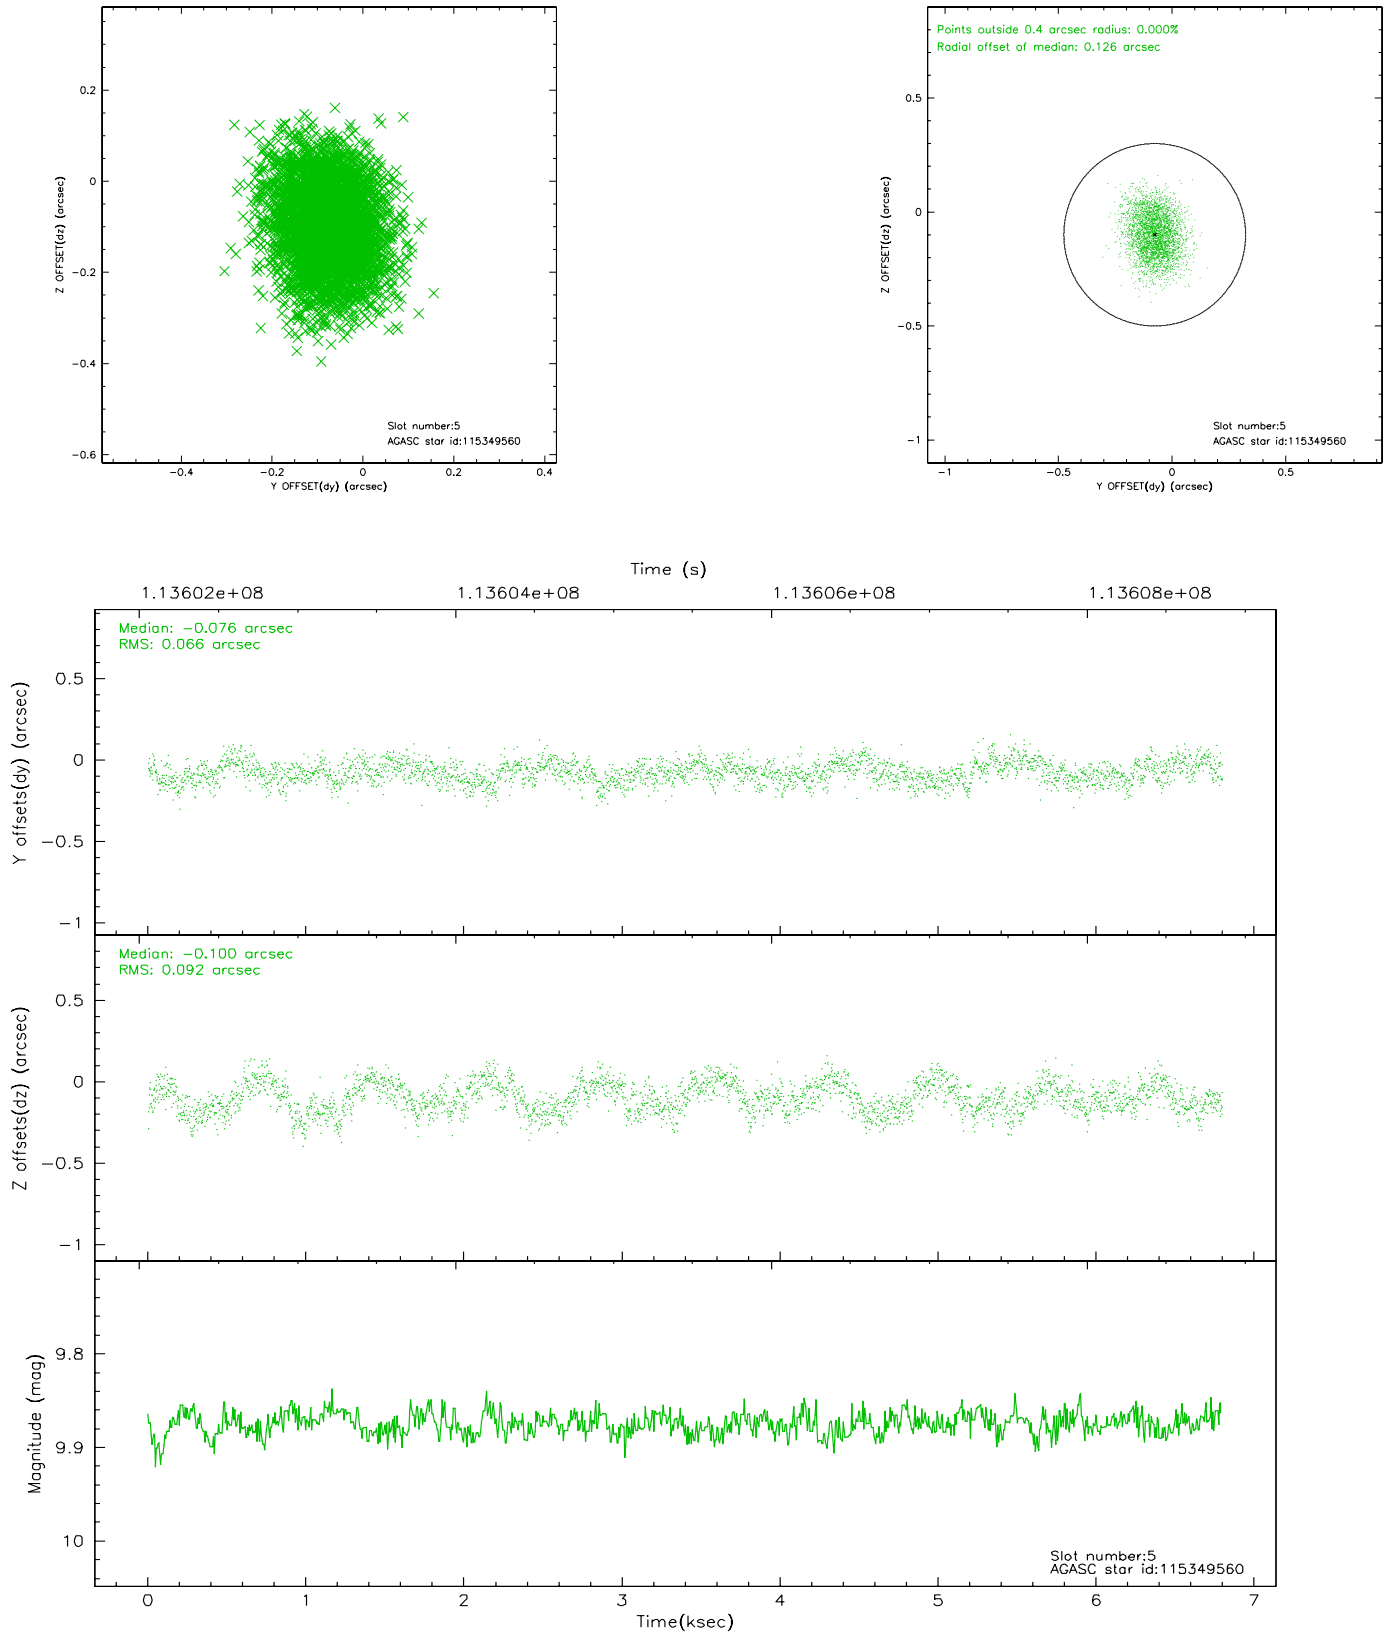 0.2
0
−0.2
−0.4
−0.6
Z OFFSET(dz) (arcsec)
Slot number:5
AGASC star id:115349560
−0.4
−0.2
0
0.2
0.4
Y OFFSET(dy) (arcsec)
Points outside 0.4 arcsec radius: 0.000%
Radial offset of median: 0.126 arcsec
0.5
0
−0.5
−1
Z OFFSET(dz) (arcsec)
Slot number:5
AGASC star id:115349560
−1
−0.5
0
0.5
Y OFFSET(dy) (arcsec)
Time (s)
1.13602e+08
1.13604e+08
1.13606e+08
1.13608e+08
Median: −0.076 arcsec
RMS: 0.066 arcsec
0.5
0
−0.5
−1
Y offsets(dy) (arcsec)
Median: −0.100 arcsec
RMS: 0.092 arcsec
0.5
0
−0.5
−1
Z offsets(dz) (arcsec)
9.8
9.9
10
Magnitude (mag)
Slot number:5
AGASC star id:115349560
0
1
2
3
4
5
6
7
Time(ksec)